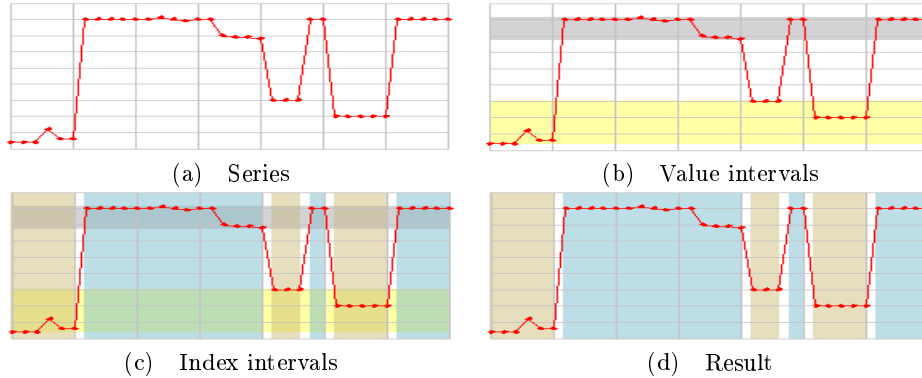 (a) Series
(b) Value intervals
(c) Index intervals
(d) Result